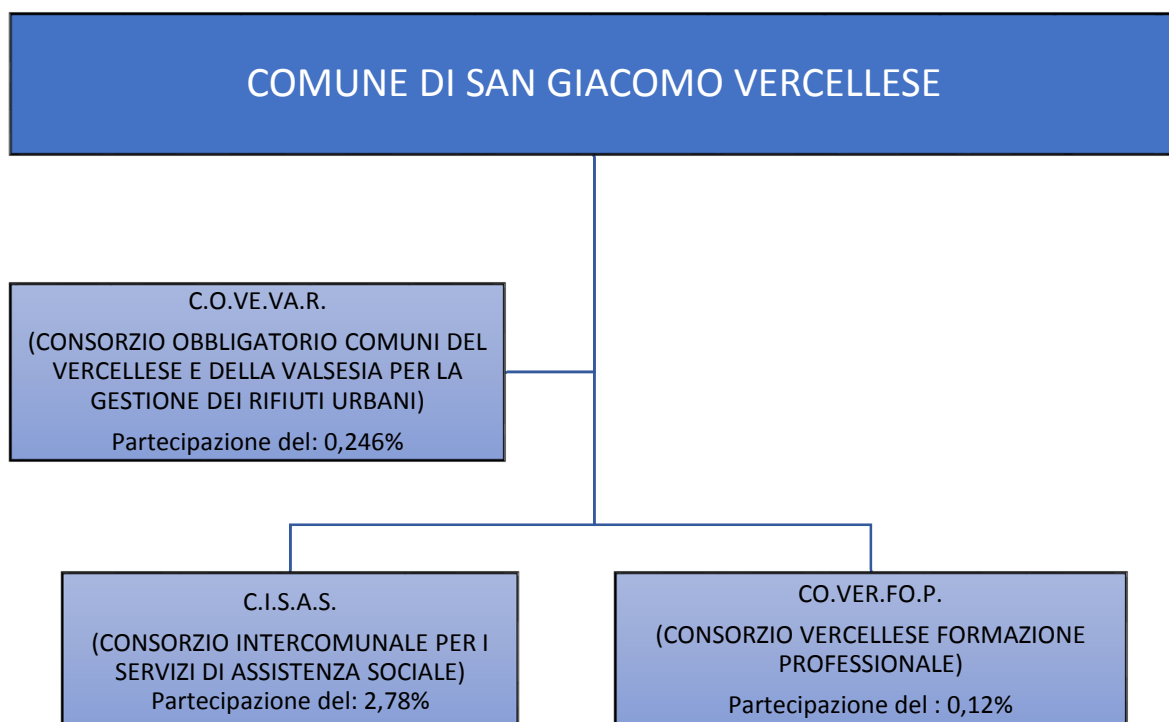 COMUNE DI SAN GIACOMO VERCELLESE
C.O.VE.VA.R.
(CONSORZIO OBBLIGATORIO COMUNI DEL
VERCELLESE E DELLA VALSESIA PER LA
GESTIONE DEI RIFIUTI URBANI)
Partecipazione del: 0,246%
C.I.S.A.S.
(CONSORZIO INTERCOMUNALE PER I
SERVIZI DI ASSISTENZA SOCIALE)
Partecipazione del: 2,78%
CO.VER.FO.P.
(CONSORZIO VERCELLESE FORMAZIONE
PROFESSIONALE)
Partecipazione del : 0,12%